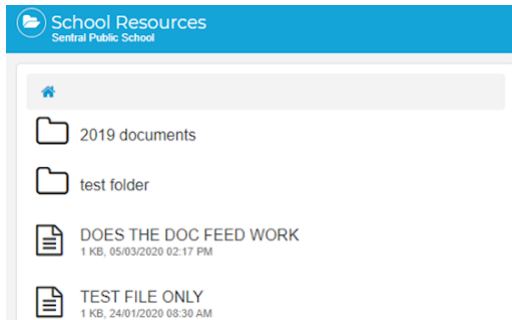 School Resources
Sentral Public School
2019 documents
test folder
DOES THE DOC FEED WORK
1 KB, 05/03/2020 02:17 PM
TEST FILE ONLY
1 KB, 24/01/2020 08:30 AM